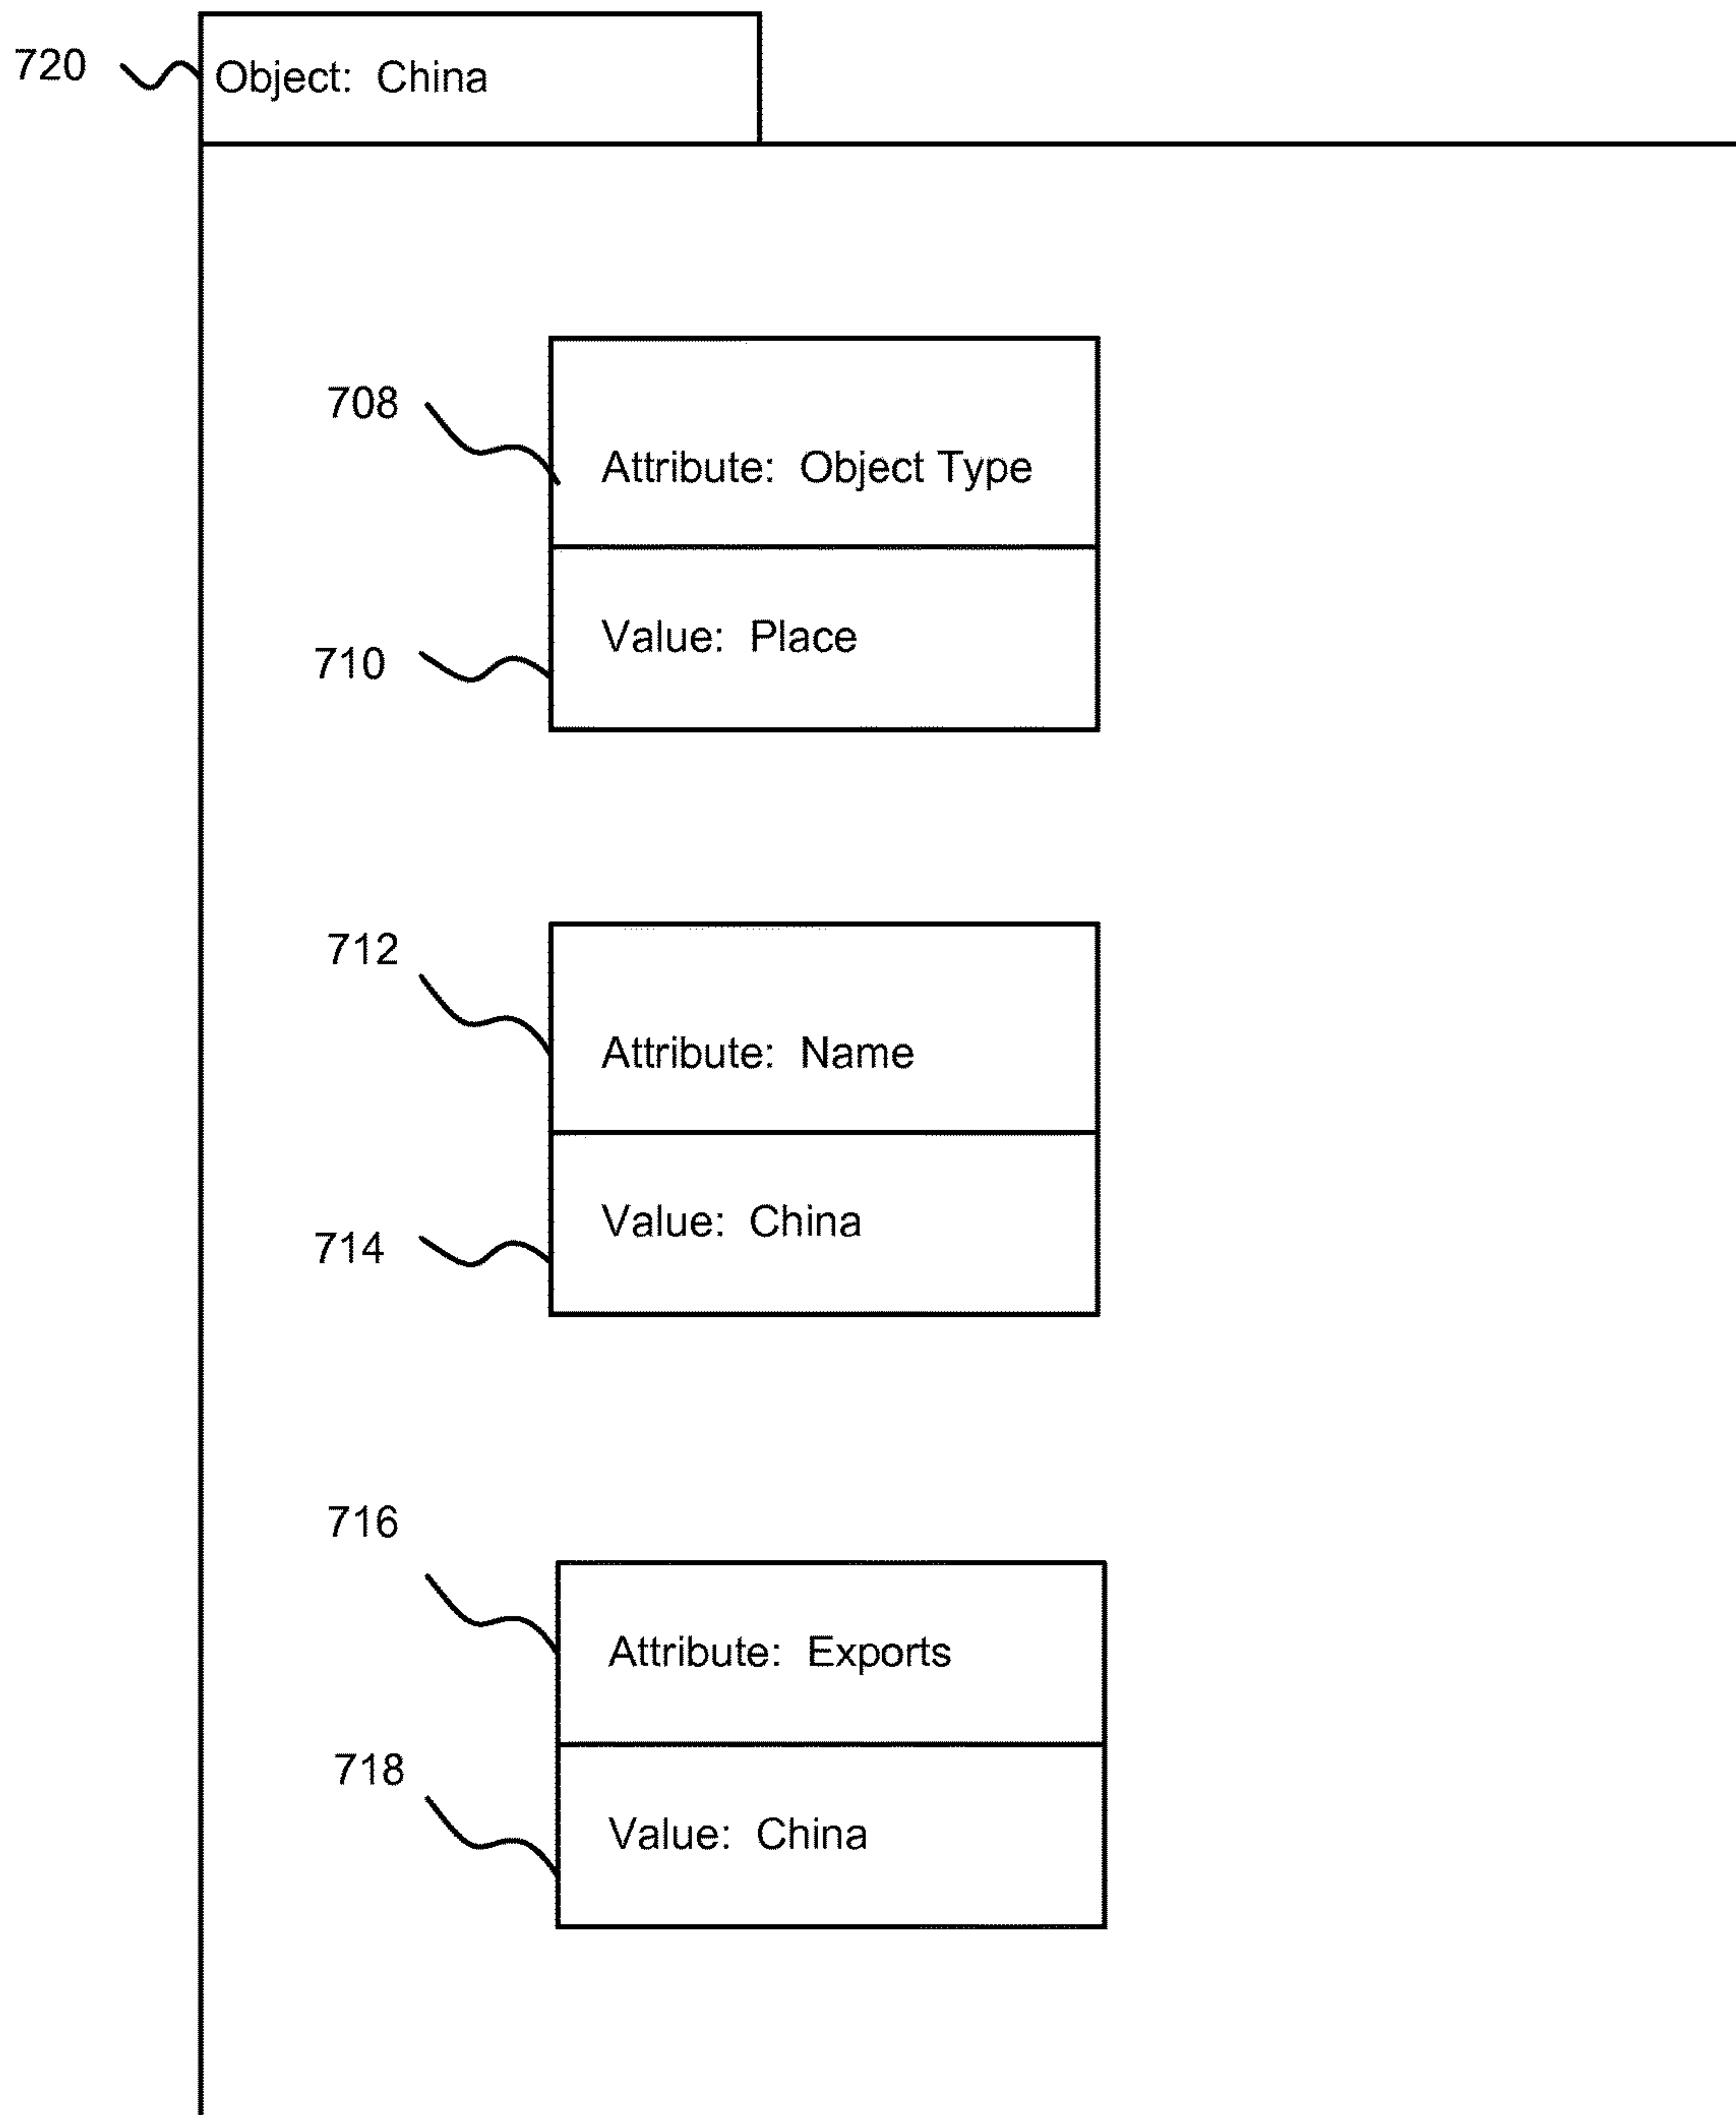 720
Object: China
708
Attribute: Object Type
710
Value: Place
712
Attribute: Name
714
Value: China
716
Attribute: Exports
718
Value: China